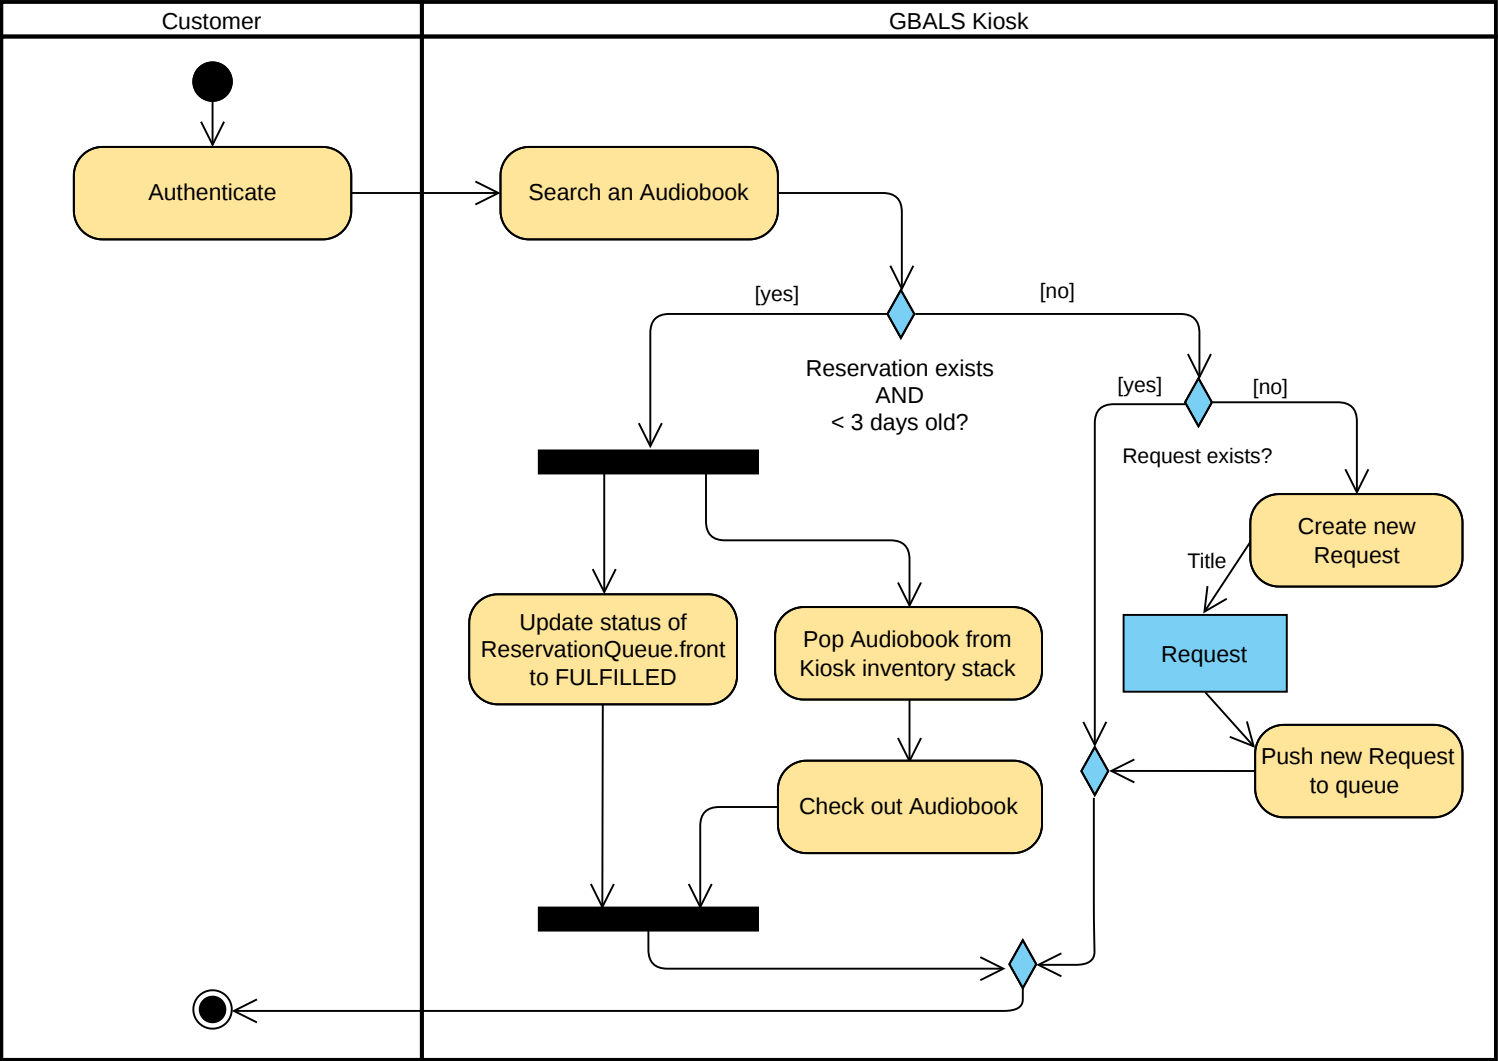 Customer
GBALS Kiosk
Authenticate
Search an Audiobook
[yes]
[no]
Reservation exists
AND
< 3 days old?
[yes]
[no]
Request exists?
Create new
Request
Title
Request
Update status of
ReservationQueue.front
to FULFILLED
Pop Audiobook from
Kiosk inventory stack
Push new Request
to queue
Check out Audiobook